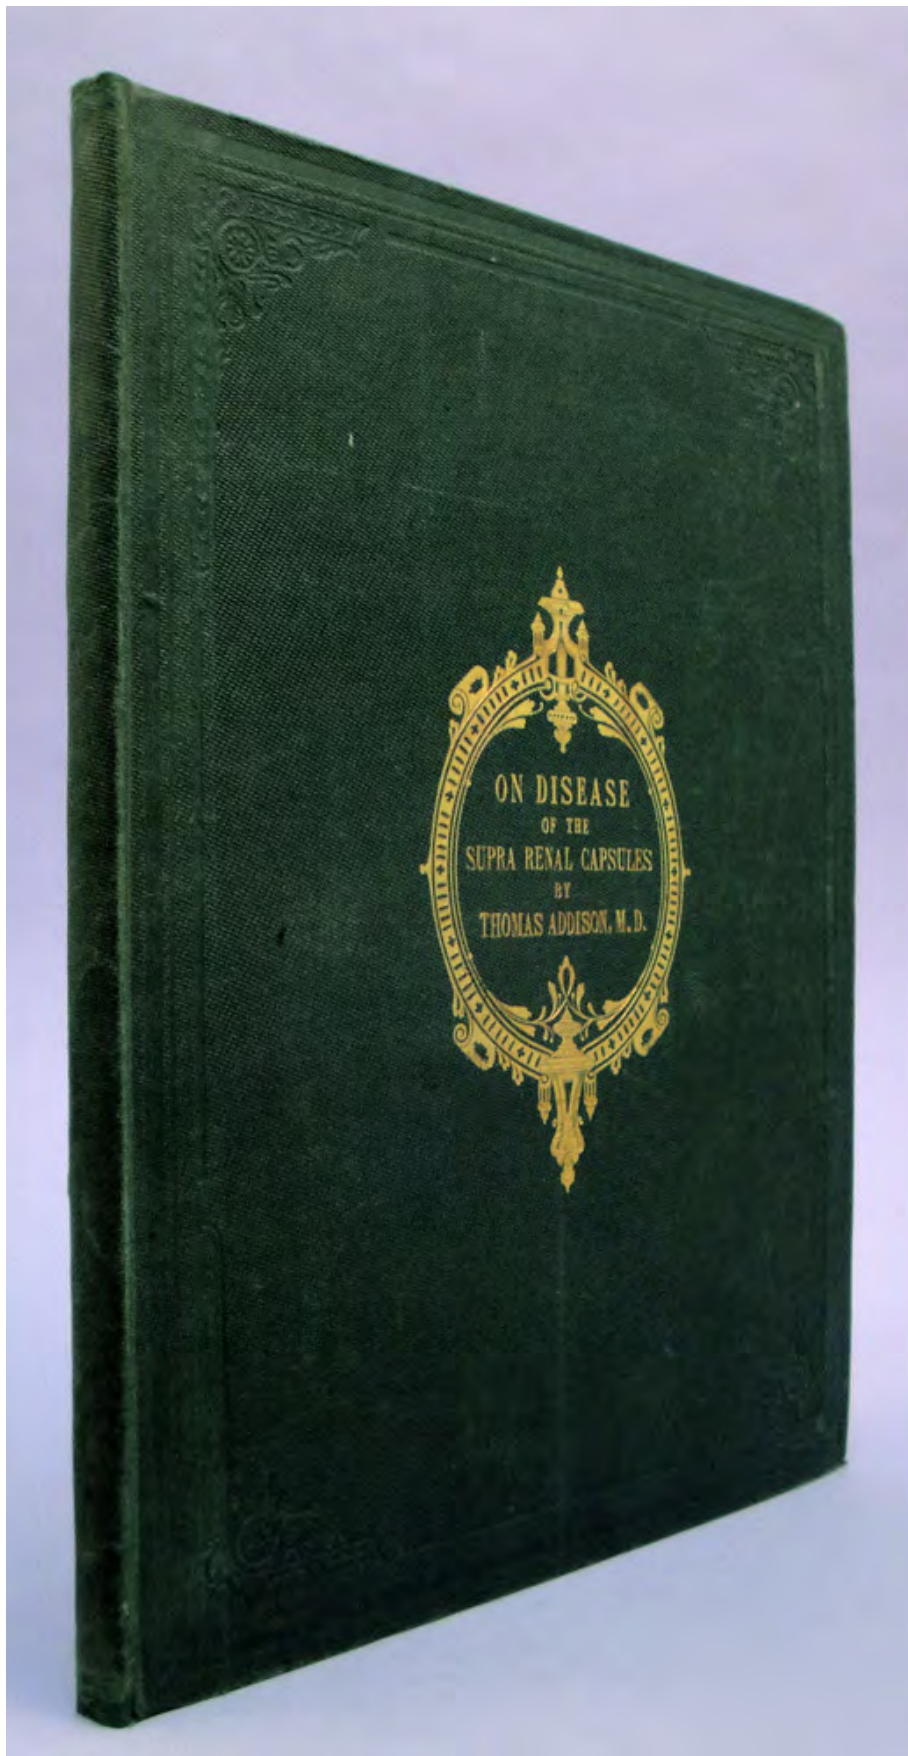 ON DISEASE
OF THE
SUPRA RENAL CAPSULES
BY
THOMAS ADDISON, M.D.